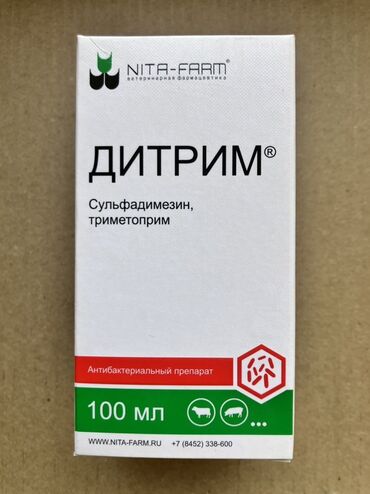 NITA-FARM®
ветеринарная фармацевтика
ДИТРИМ®
Сульфадимезин,
триметоприм
Антибактериальный препарат
100 мл
...
WWW.NITA-FARM.RU +7 (8452) 338-600